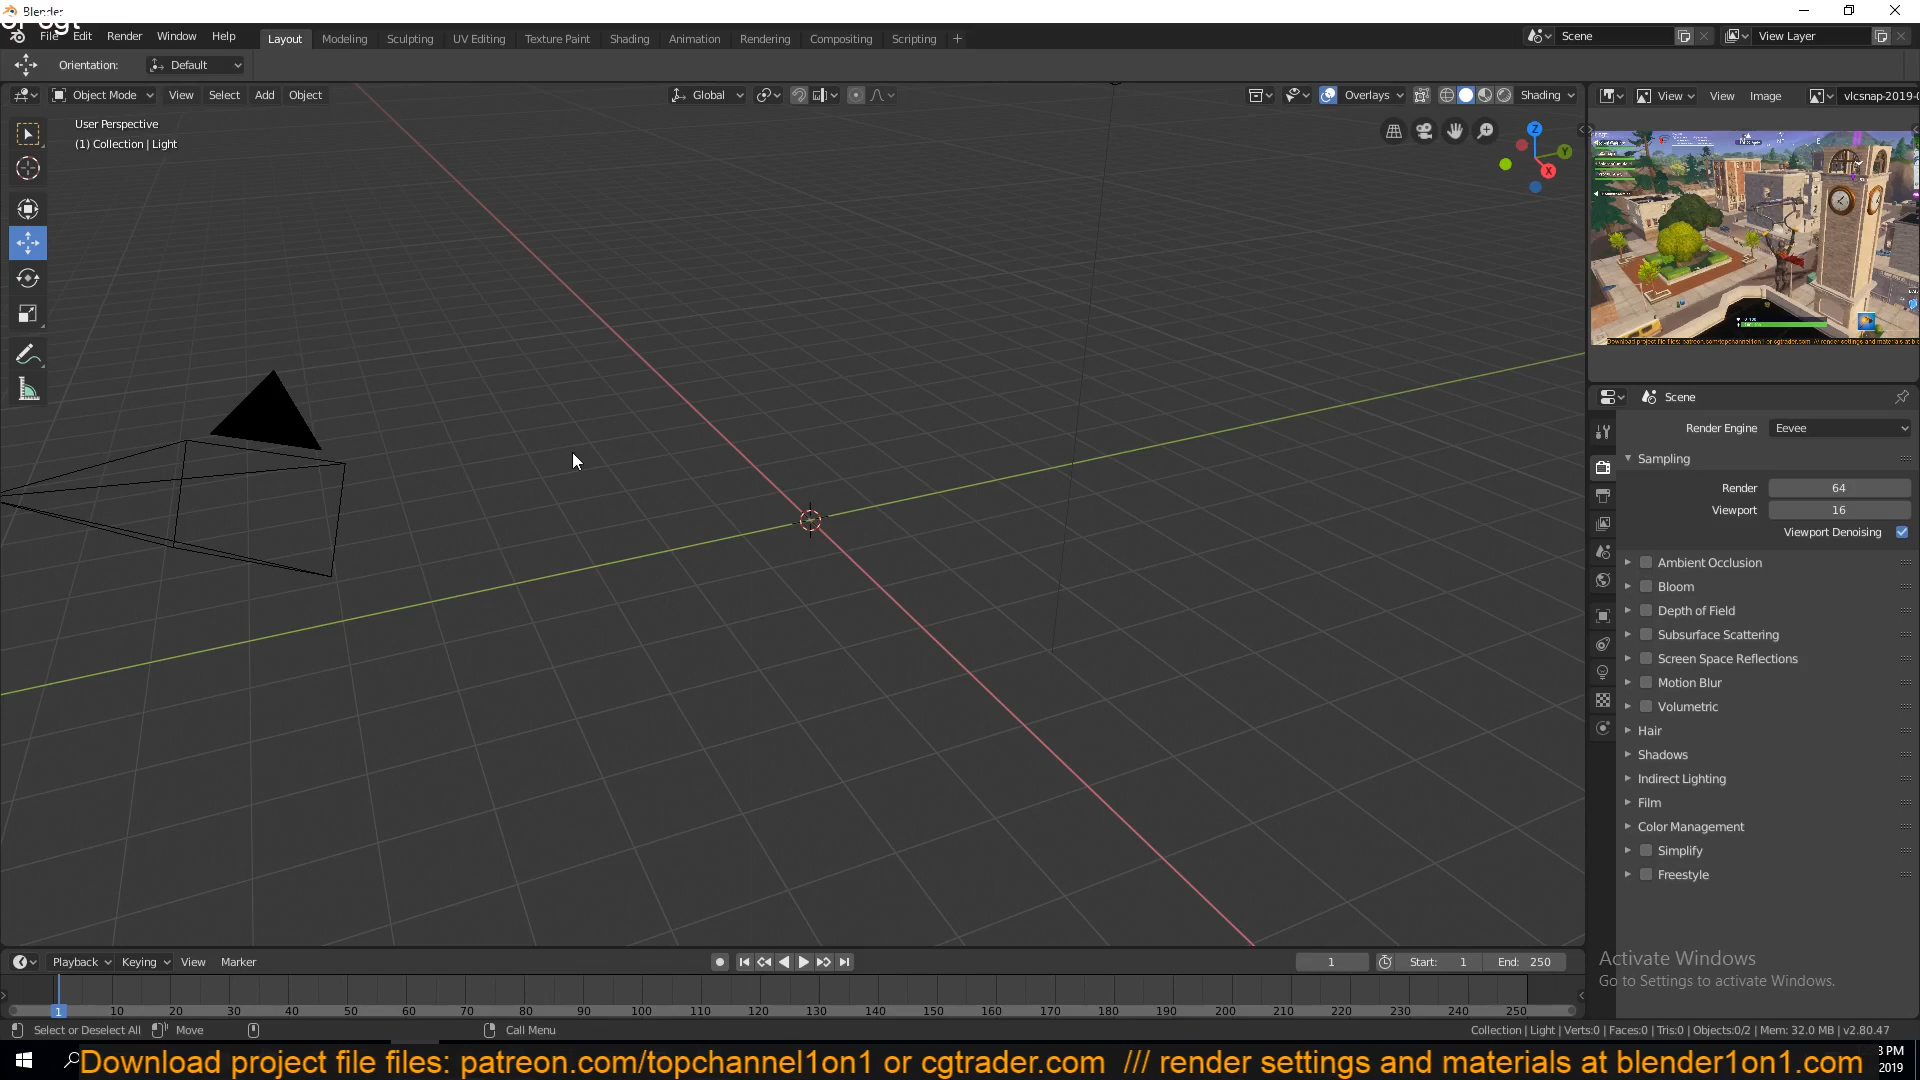 Blender
File Edit Render Window Help Layout Modeling Sculpting UV Editing Texture Paint Shading Animation Rendering Compositing Scripting + Scene View Layer
Orientation: Default
Object Mode View Select Add Object Global Overlays Shading View View Image vlcsnap-2019-0
User Perspective
(1) Collection | Light
Z
Y
X
Scene
Render Engine Eevee
Sampling
Render 64
Viewport 16
Viewport Denoising
Ambient Occlusion
Bloom
Depth of Field
Subsurface Scattering
Screen Space Reflections
Motion Blur
Volumetric
Hair
Shadows
Indirect Lighting
Film
Color Management
Simplify
Freestyle
Activate Windows
Go to Settings to activate Windows.
Playback Keying View Marker 1 Start: 1 End: 250
1 10 20 30 40 50 60 70 80 90 100 110 120 130 140 150 160 170 180 190 200 210 220 230 240 250
Select or Deselect All Move Call Menu Collection | Light | Verts:0 | Faces:0 | Tris:0 | Objects:0/2 | Mem: 32.0 MB | v2.80.47
Download project file files: patreon.com/topchannel1on1 or cgtrader.com /// render settings and materials at blender1on1.com
3 PM
2019